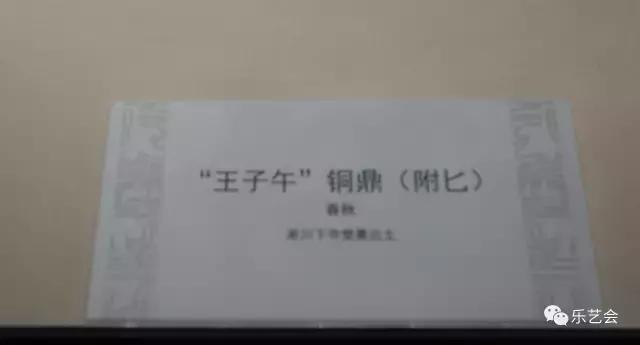 “王子午”铜鼎（附匕）
春秋
淅川下寺楚墓出土
乐艺会